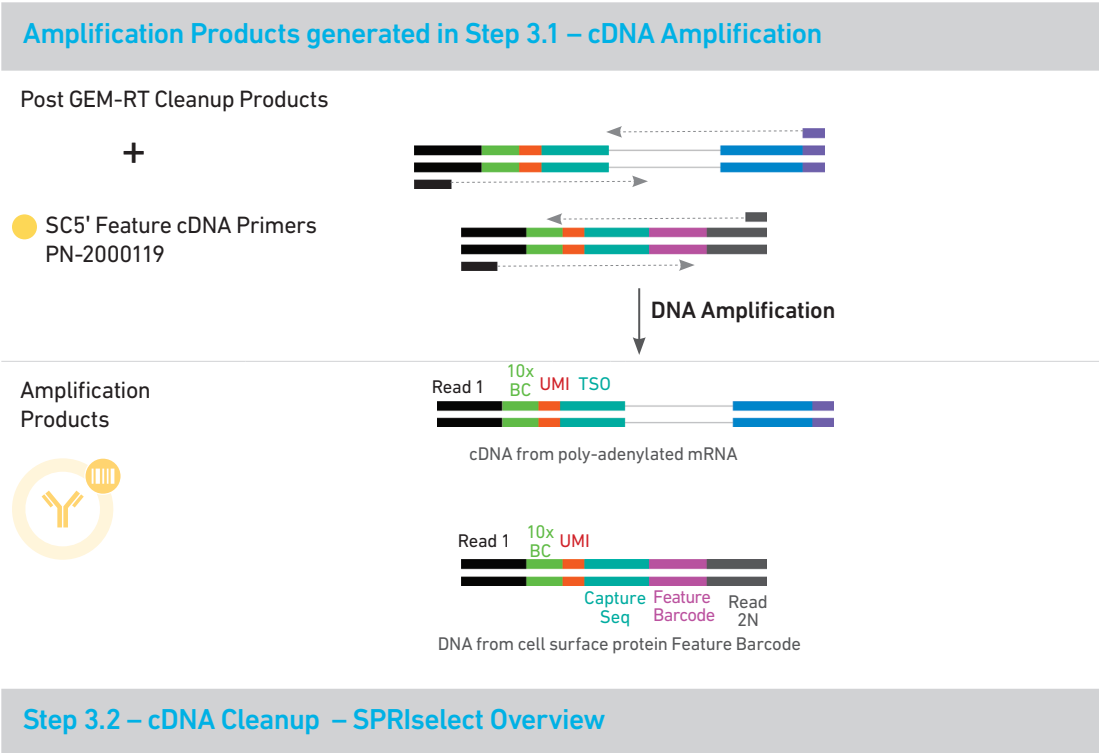 Amplification Products generated in Step 3.1 – cDNA Amplification
Post GEM-RT Cleanup Products
+
SC5' Feature cDNA Primers
PN-2000119
DNA Amplification
Amplification
Products
Read 1
10x
BC
UMI
TSO
cDNA from poly-adenylated mRNA
Read 1
10x
BC
UMI
Capture
Seq
Feature
Barcode
Read
2N
DNA from cell surface protein Feature Barcode
Step 3.2 – cDNA Cleanup – SPRIselect Overview